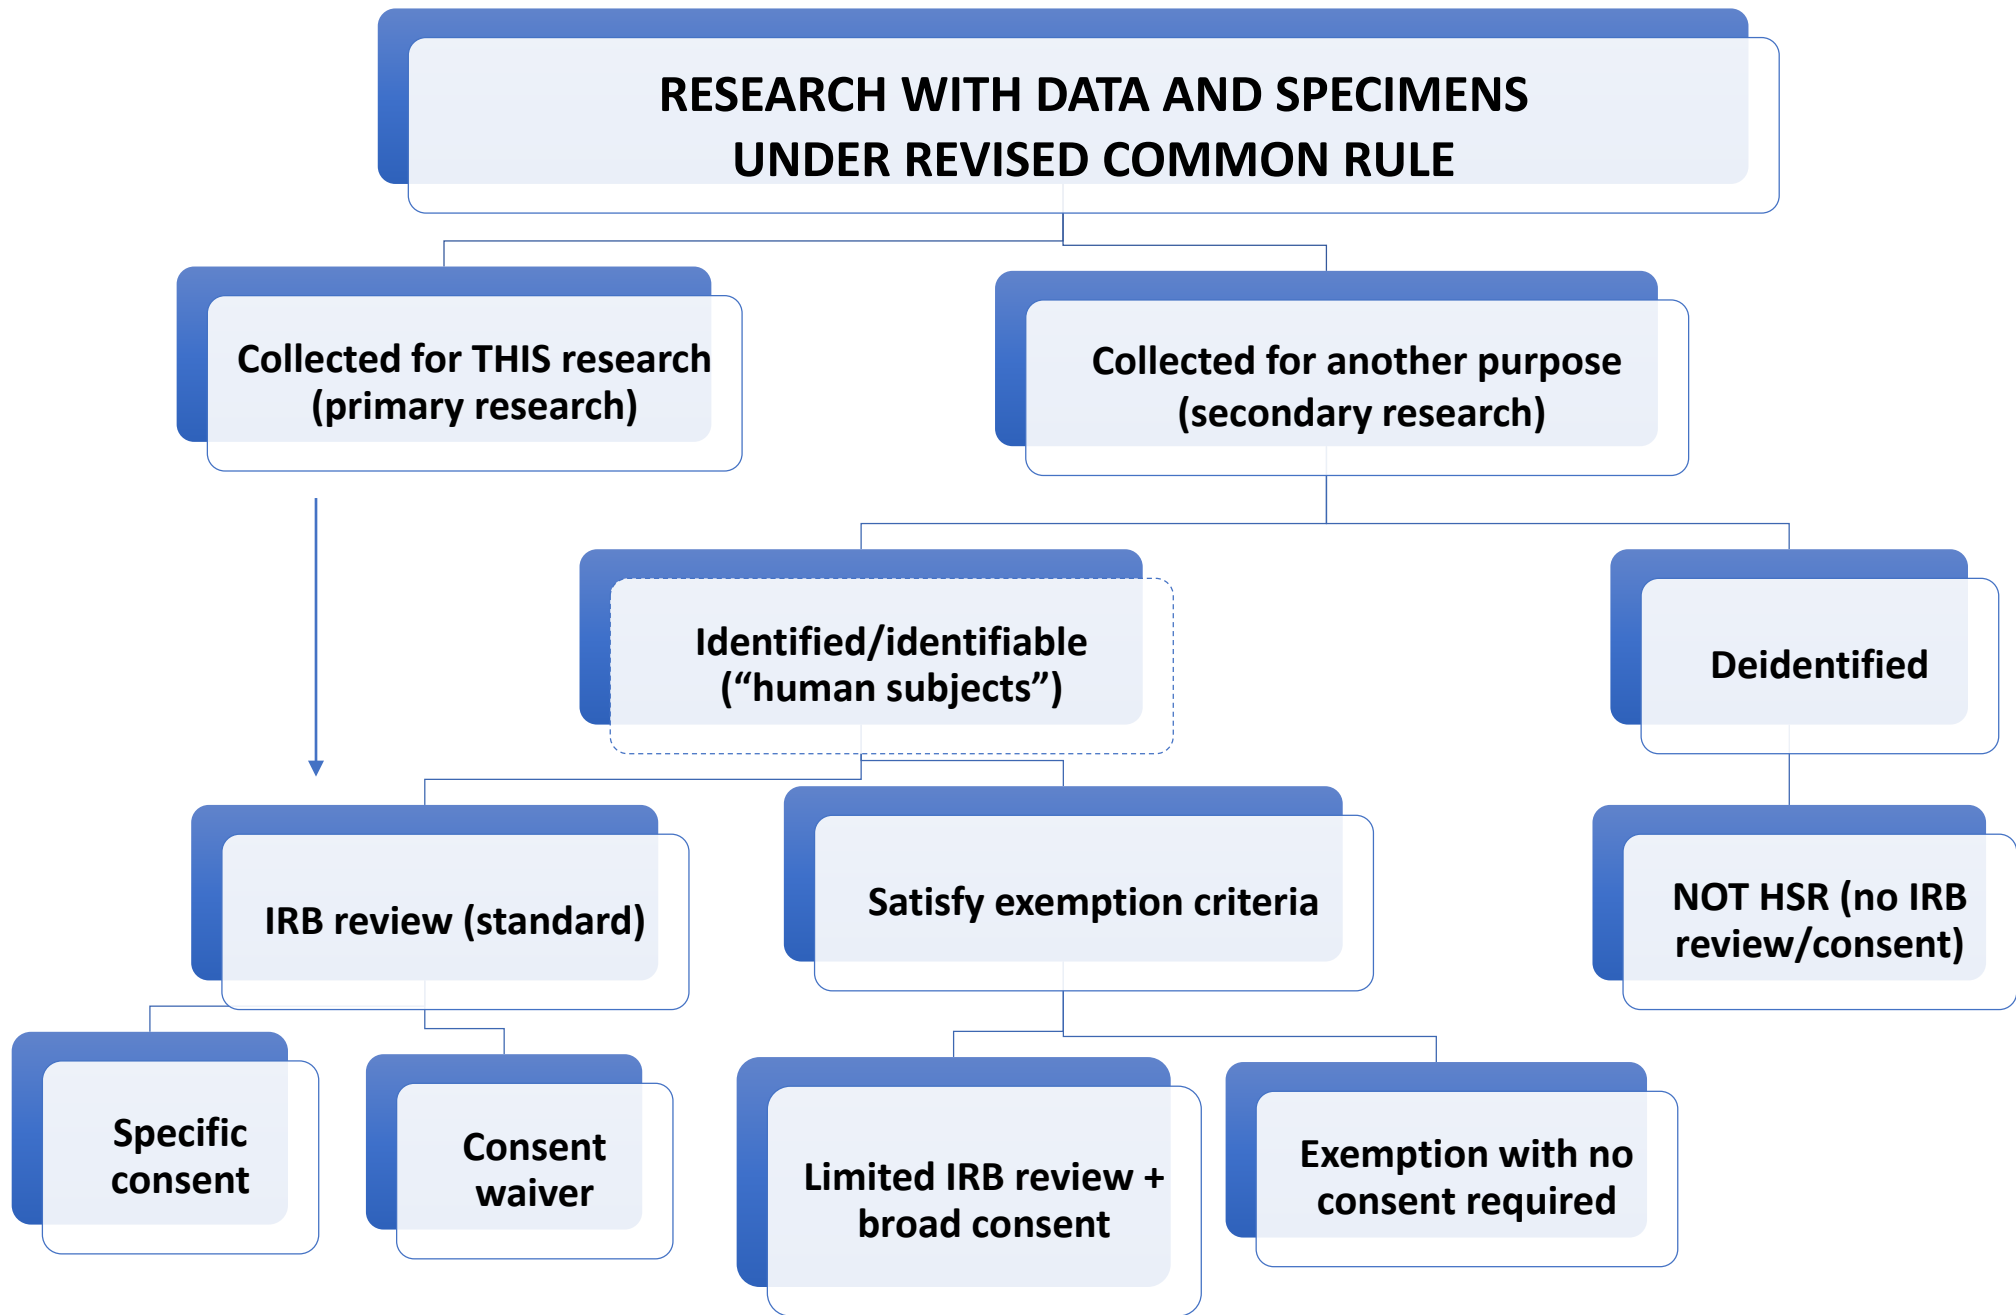 RESEARCH WITH DATA AND SPECIMENS
UNDER REVISED COMMON RULE
Collected for THIS research
(primary research)
Collected for another purpose
(secondary research)
Identified/identifiable
(“human subjects”)
Deidentified
IRB review (standard)
Satisfy exemption criteria
NOT HSR (no IRB
review/consent)
Specific
consent
Consent
waiver
Limited IRB review +
broad consent
Exemption with no
consent required